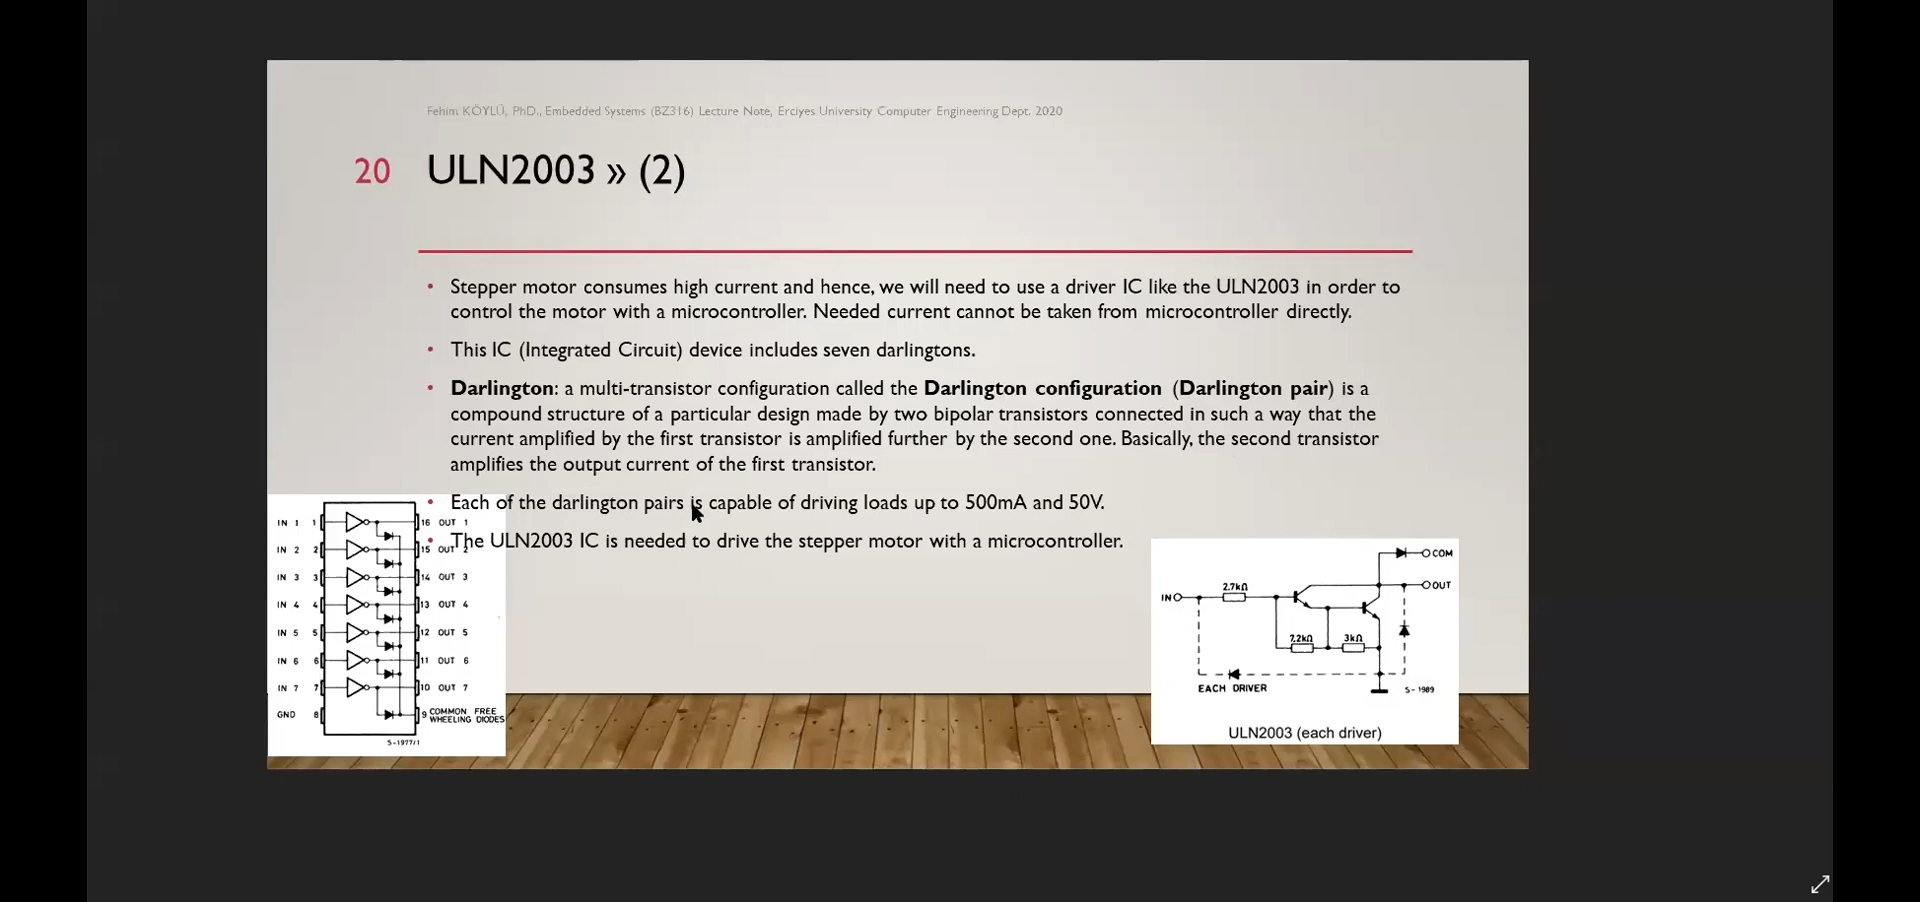 Fehim KÖYLÜ, PhD., Embedded Systems (BZ316) Lecture Note, Erciyes University Computer Engineering Dept. 2020
20 ULN2003 » (2)
• Stepper motor consumes high current and hence, we will need to use a driver IC like the ULN2003 in order to
control the motor with a microcontroller. Needed current cannot be taken from microcontroller directly.
• This IC (Integrated Circuit) device includes seven darlingtons.
• Darlington: a multi-transistor configuration called the Darlington configuration (Darlington pair) is a
compound structure of a particular design made by two bipolar transistors connected in such a way that the
current amplified by the first transistor is amplified further by the second one. Basically, the second transistor
amplifies the output current of the first transistor.
• Each of the darlington pairs is capable of driving loads up to 500mA and 50V.
• The ULN2003 IC is needed to drive the stepper motor with a microcontroller.
IN 1 1 16 OUT 1
IN 2 2 15 OUT 2
IN 3 3 14 OUT 3
IN 4 4 13 OUT 4
IN 5 5 12 OUT 5
IN 6 6 11 OUT 6
IN 7 7 10 OUT 7
GND 8 9 COMMON FREE
WHEELING DIODES
S-1977/1
COM
2.7kΩ OUT
IN
7.2kΩ 3kΩ
EACH DRIVER S-1989
ULN2003 (each driver)